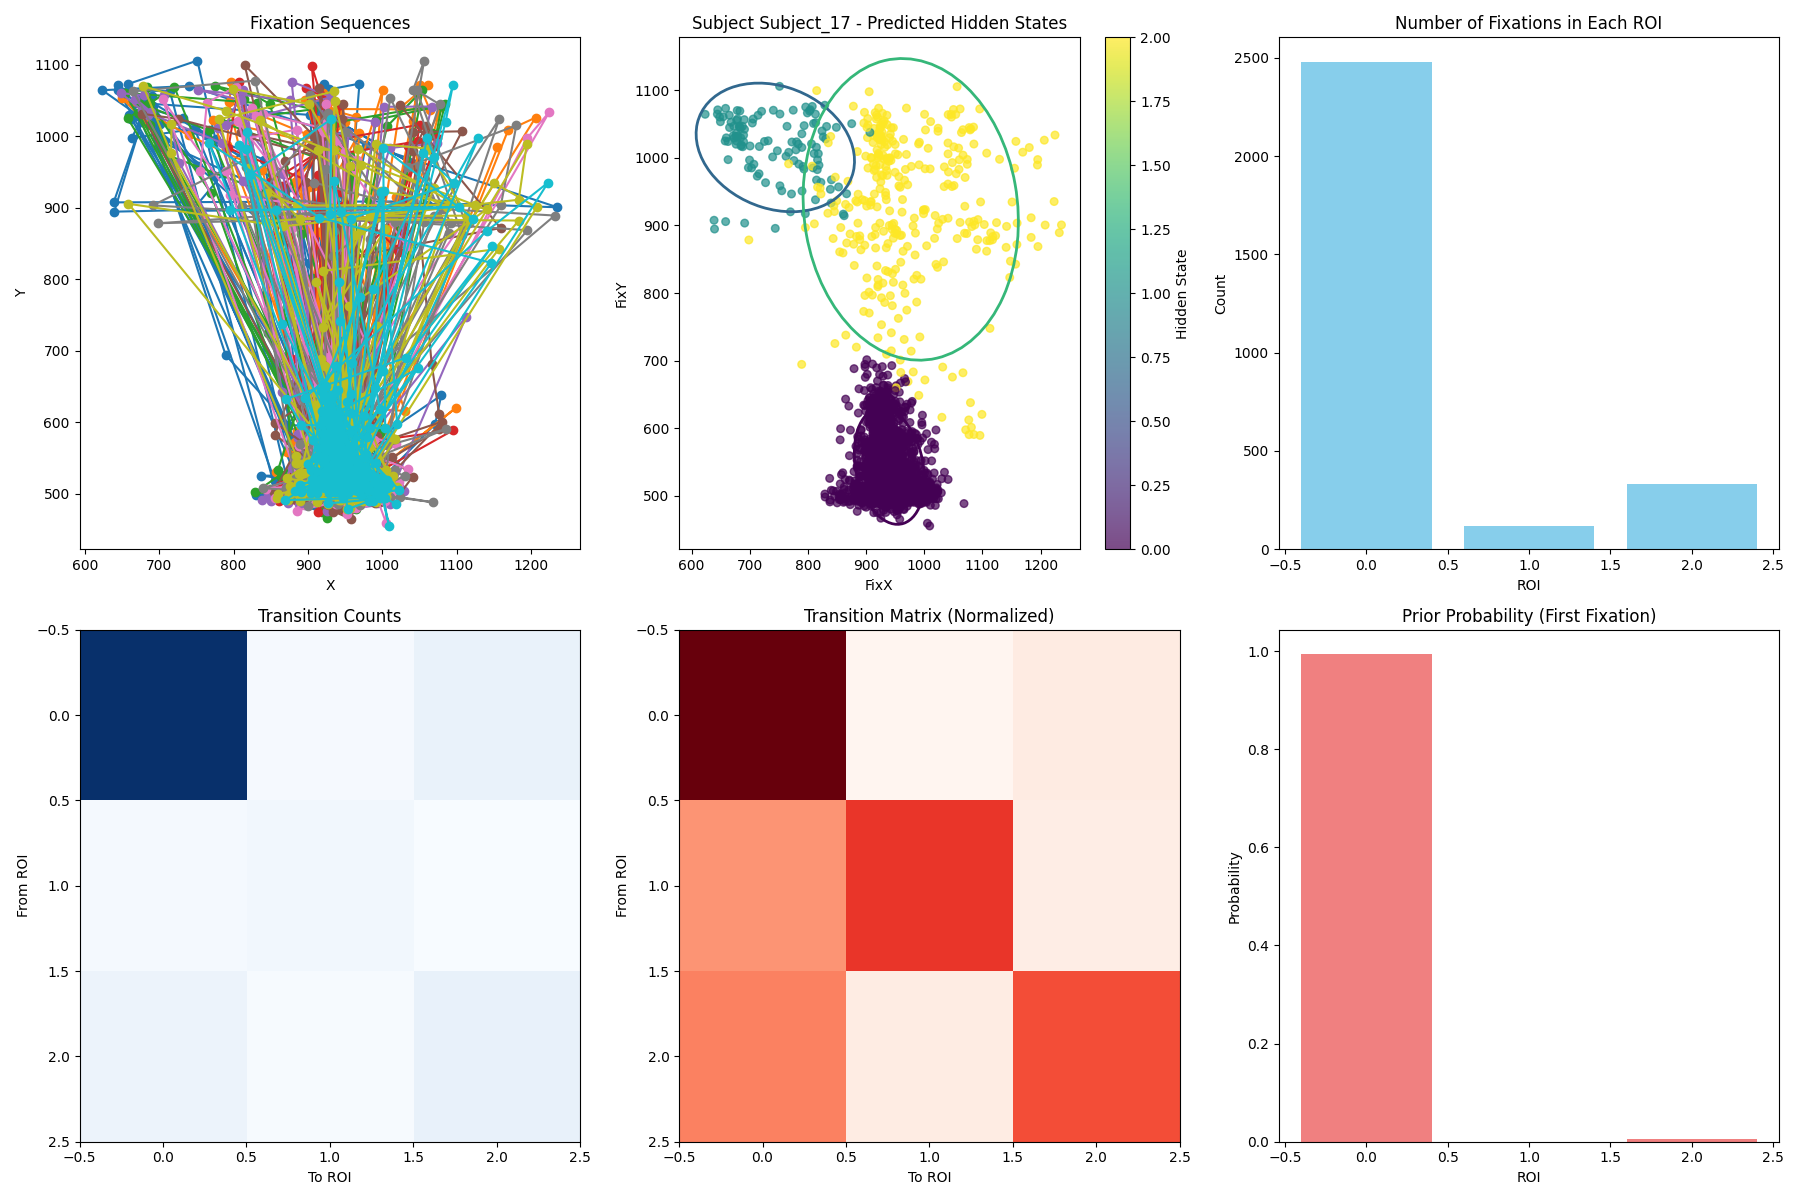 Fixation Sequences
1100
1000
900
800
700
600
500
Y
600 700 800 900 1000 1100 1200
X
Subject Subject_17 - Predicted Hidden States
1100
1000
900
800
700
600
500
FixY
600 700 800 900 1000 1100 1200
FixX
2.00
1.75
1.50
1.25
1.00
0.75
0.50
0.25
0.00
Hidden State
Number of Fixations in Each ROI
2500
2000
1500
1000
500
0
Count
−0.5 0.0 0.5 1.0 1.5 2.0 2.5
ROI
Transition Counts
−0.5
0.0
0.5
1.0
1.5
2.0
2.5
From ROI
−0.5 0.0 0.5 1.0 1.5 2.0 2.5
To ROI
Transition Matrix (Normalized)
−0.5
0.0
0.5
1.0
1.5
2.0
2.5
From ROI
−0.5 0.0 0.5 1.0 1.5 2.0 2.5
To ROI
Prior Probability (First Fixation)
1.0
0.8
0.6
0.4
0.2
0.0
Probability
−0.5 0.0 0.5 1.0 1.5 2.0 2.5
ROI